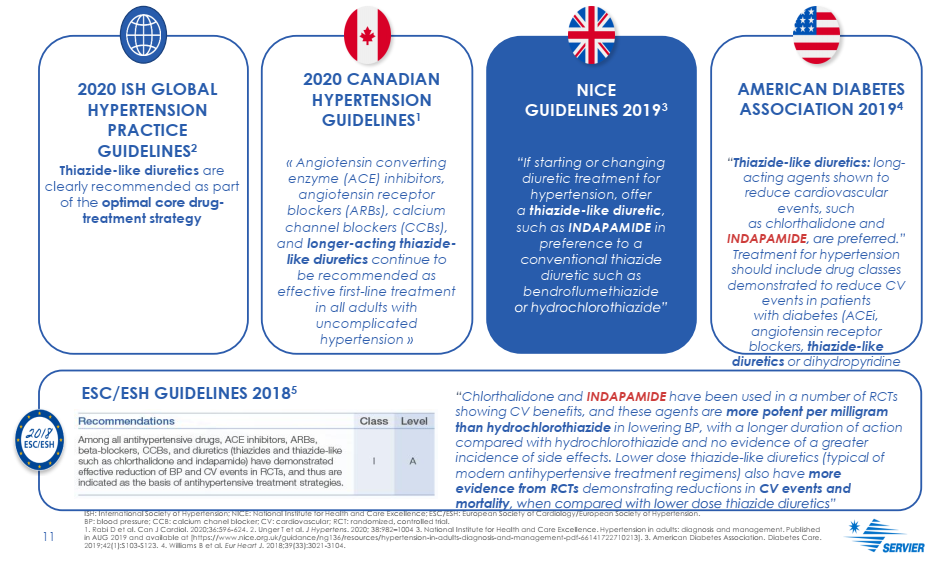 2020 ISH GLOBAL
HYPERTENSION
PRACTICE
GUIDELINES2
Thiazide-like diuretics are
clearly recommended as part
of the optimal core drug-
treatment strategy
2020 CANADIAN
HYPERTENSION
GUIDELINES1
« Angiotensin converting
enzyme (ACE) inhibitors,
angiotensin receptor
blockers (ARBs), calcium
channel blockers (CCBs),
and longer-acting thiazide-
like diuretics continue to
be recommended as
effective first-line treatment
in all adults with
uncomplicated
hypertension »
NICE
GUIDELINES 20193
“If starting or changing
diuretic treatment for
hypertension, offer
a thiazide-like diuretic,
such as INDAPAMIDE in
preference to a
conventional thiazide
diuretic such as
bendroflumethiazide
or hydrochlorothiazide”
AMERICAN DIABETES
ASSOCIATION 20194
“Thiazide-like diuretics: long-
acting agents shown to
reduce cardiovascular
events, such
as chlorthalidone and
INDAPAMIDE, are preferred.”
Treatment for hypertension
should include drug classes
demonstrated to reduce CV
events in patients
with diabetes (ACEi,
angiotensin receptor
blockers, thiazide-like
diuretics or dihydropyridine
2018
ESC/ESH
ESC/ESH GUIDELINES 20185
Recommendations Class Level
Among all antihypertensive drugs, ACE inhibitors, ARBs,
beta-blockers, CCBs, and diuretics (thiazides and thiazide-like
such as chlorthalidone and indapamide) have demonstrated
effective reduction of BP and CV events in RCTs, and thus are
indicated as the basis of antihypertensive treatment strategies.
I A
“Chlorthalidone and INDAPAMIDE have been used in a number of RCTs
showing CV benefits, and these agents are more potent per milligram
than hydrochlorothiazide in lowering BP, with a longer duration of action
compared with hydrochlorothiazide and no evidence of a greater
incidence of side effects. Lower dose thiazide-like diuretics (typical of
modern antihypertensive treatment regimens) also have more
evidence from RCTs demonstrating reductions in CV events and
mortality, when compared with lower dose thiazide diuretics”
ISH: International Society of Hypertension; NICE: National Institute for Health and Care Excellence; ESC/ESH: European Society of Cardiology/European Society of Hypertension.
BP: blood pressure; CCB: calcium chanel blocker; CV: cardiovascular; RCT: randomized, controlled trial.
1. Rabi D et al. Can J Cardiol. 2020;36:596-624. 2. Unger T et al. J Hypertens. 2020; 38:982=1004 3. National Institute for Health and Care Excellence. Hypertension in adults: diagnosis and management. Published
in AUG 2019 and available at [https://www.nice.org.uk/guidance/ng136/resources/hypertension-in-adults-diagnosis-and-management-pdf-66141722710213]. 3. American Diabetes Association. Diabetes Care.
2019;42(1):S103-S123. 4. Williams B et al. Eur Heart J. 2018;39(33):3021-3104.
11
SERVIER